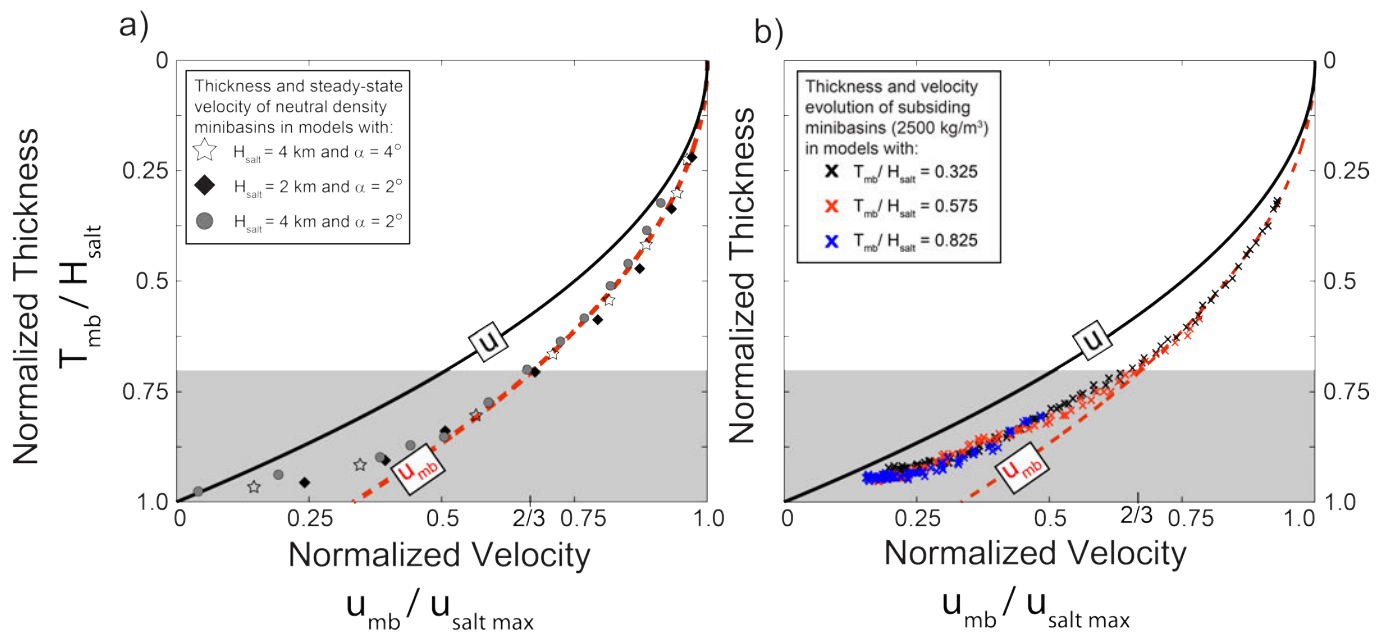 a)
Normalized Thickness
T_mb / H_salt
0
0.25
0.5
0.75
1.0
Thickness and steady-state
velocity of neutral density
minibasins in models with:
H_salt = 4 km and α = 4°
H_salt = 2 km and α = 2°
H_salt = 4 km and α = 2°
u
u_mb
0 0.25 0.5 2/3 0.75 1.0
Normalized Velocity
u_mb / u_salt max
b)
Normalized Thickness
Thickness and velocity
evolution of subsiding
minibasins (2500 kg/m³)
in models with:
T_mb / H_salt = 0.325
T_mb / H_salt = 0.575
T_mb / H_salt = 0.825
u
u_mb
0
0.25
0.5
0.75
1.0
0 0.25 0.5 2/3 0.75 1.0
Normalized Velocity
u_mb / u_salt max